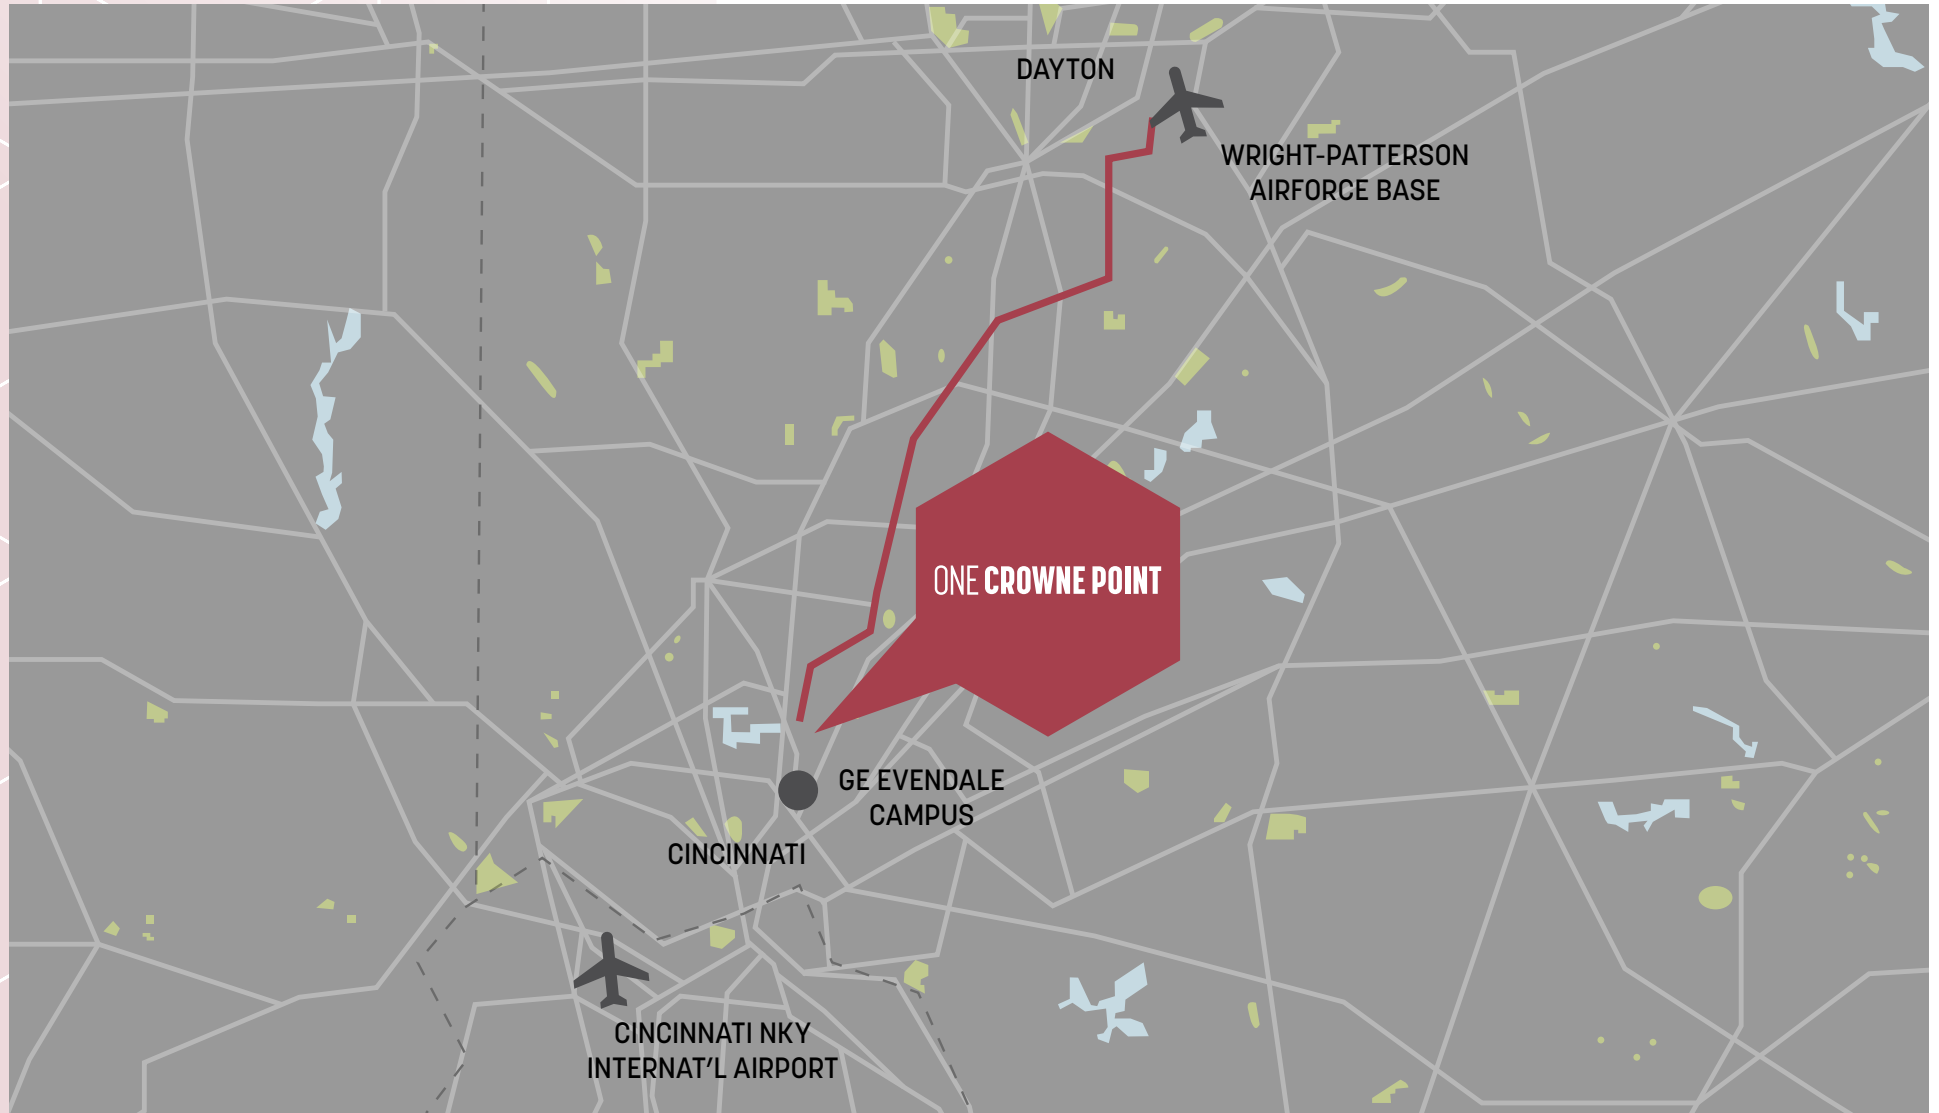 DAYTON
WRIGHT-PATTERSON
AIRFORCE BASE
ONE CROWNE POINT
GE EVENDALE
CAMPUS
CINCINNATI
CINCINNATI NKY
INTERNAT'L AIRPORT